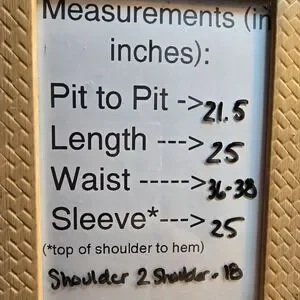 Measurements (in
inches):
Pit to Pit ->21.5
Length --->25
Waist ----->36-38
Sleeve*--->25
(*top of shoulder to hem)
Shoulder 2 Shoulder - 18